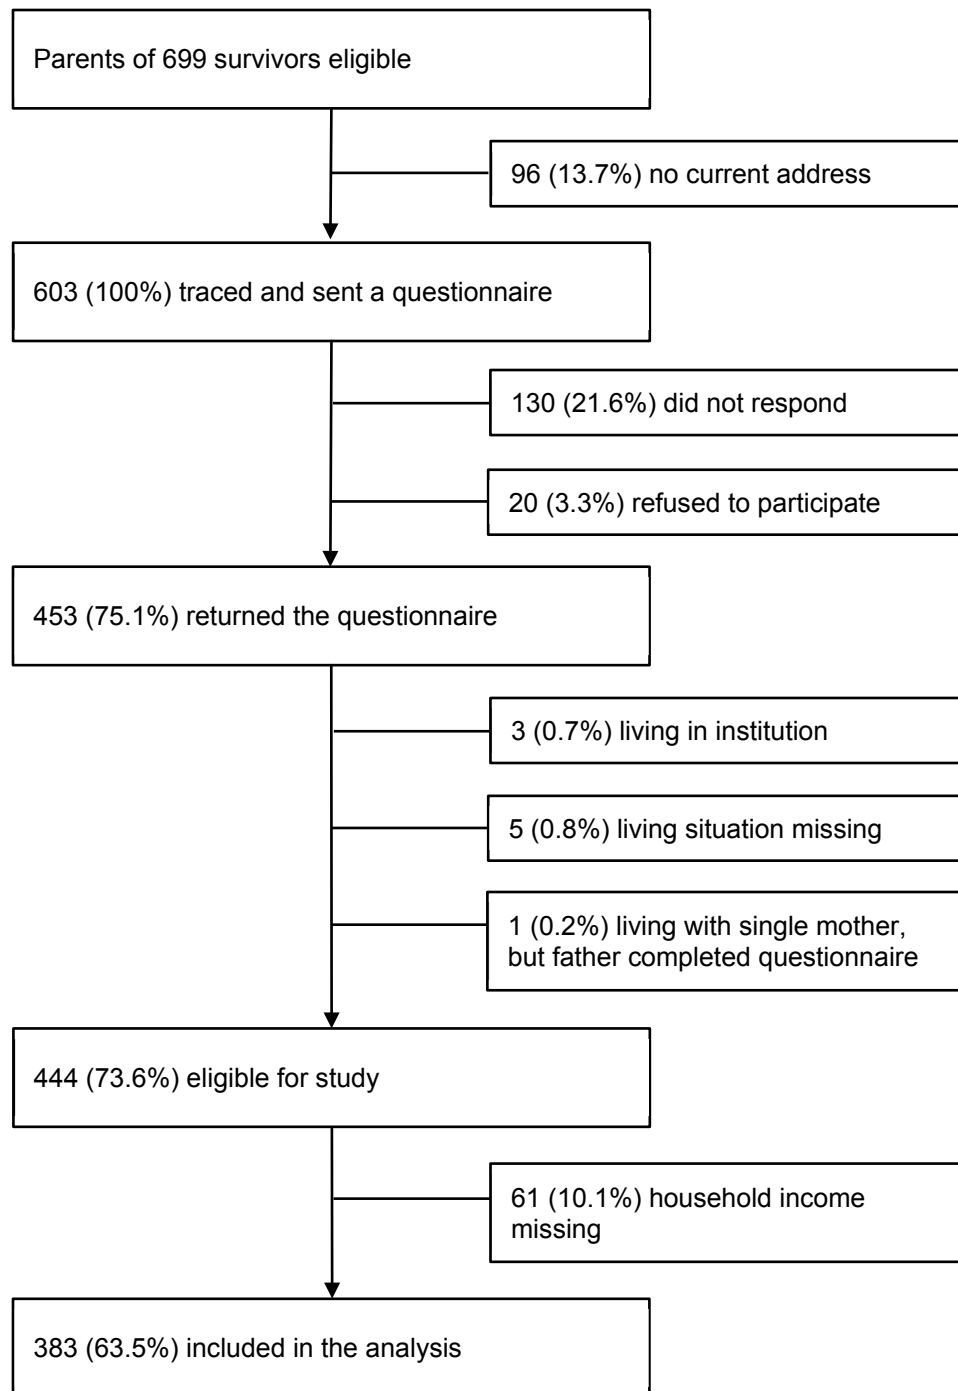 Parents of 699 survivors eligible
96 (13.7%) no current address
603 (100%) traced and sent a questionnaire
130 (21.6%) did not respond
20 (3.3%) refused to participate
453 (75.1%) returned the questionnaire
3 (0.7%) living in institution
5 (0.8%) living situation missing
1 (0.2%) living with single mother,
but father completed questionnaire
444 (73.6%) eligible for study
61 (10.1%) household income
missing
383 (63.5%) included in the analysis